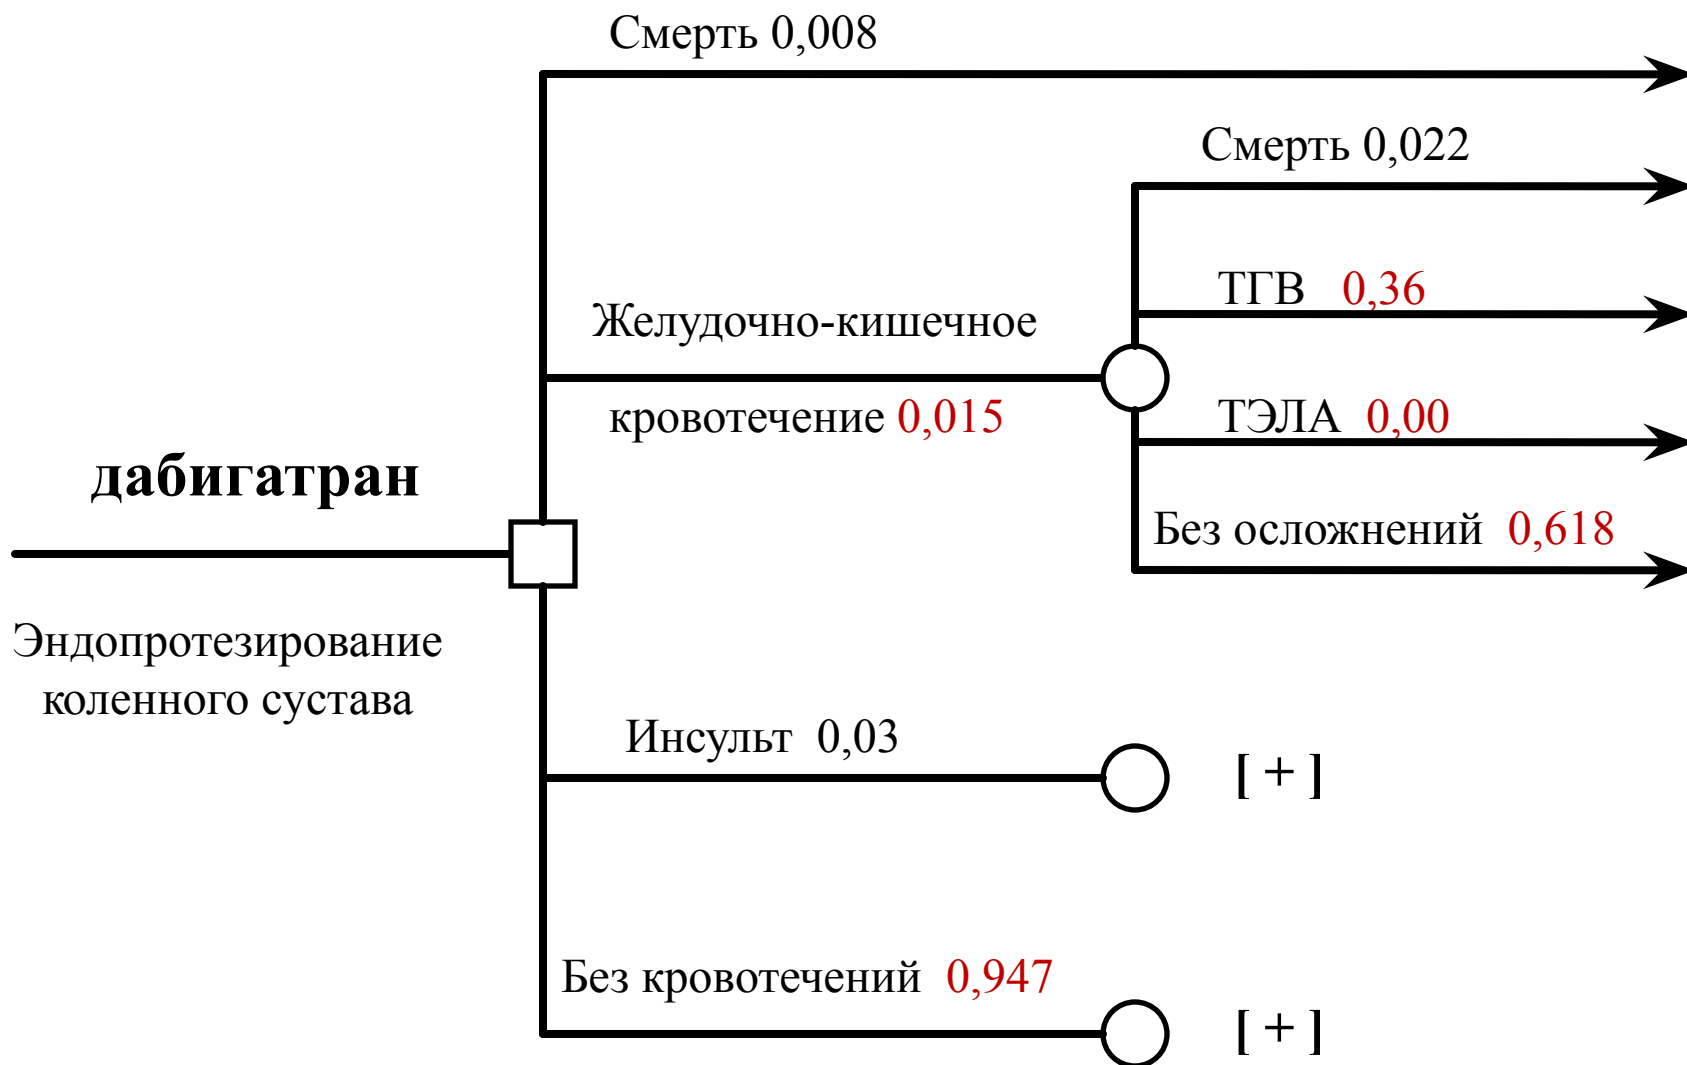 Смерть 0,008
Смерть 0,022
ТГВ 0,36
Желудочно-кишечное
кровотечение 0,015
ТЭЛА 0,00
дабигатран
Без осложнений 0,618
Эндопротезирование
коленного сустава
Инсульт 0,03
[ + ]
Без кровотечений 0,947
[ + ]